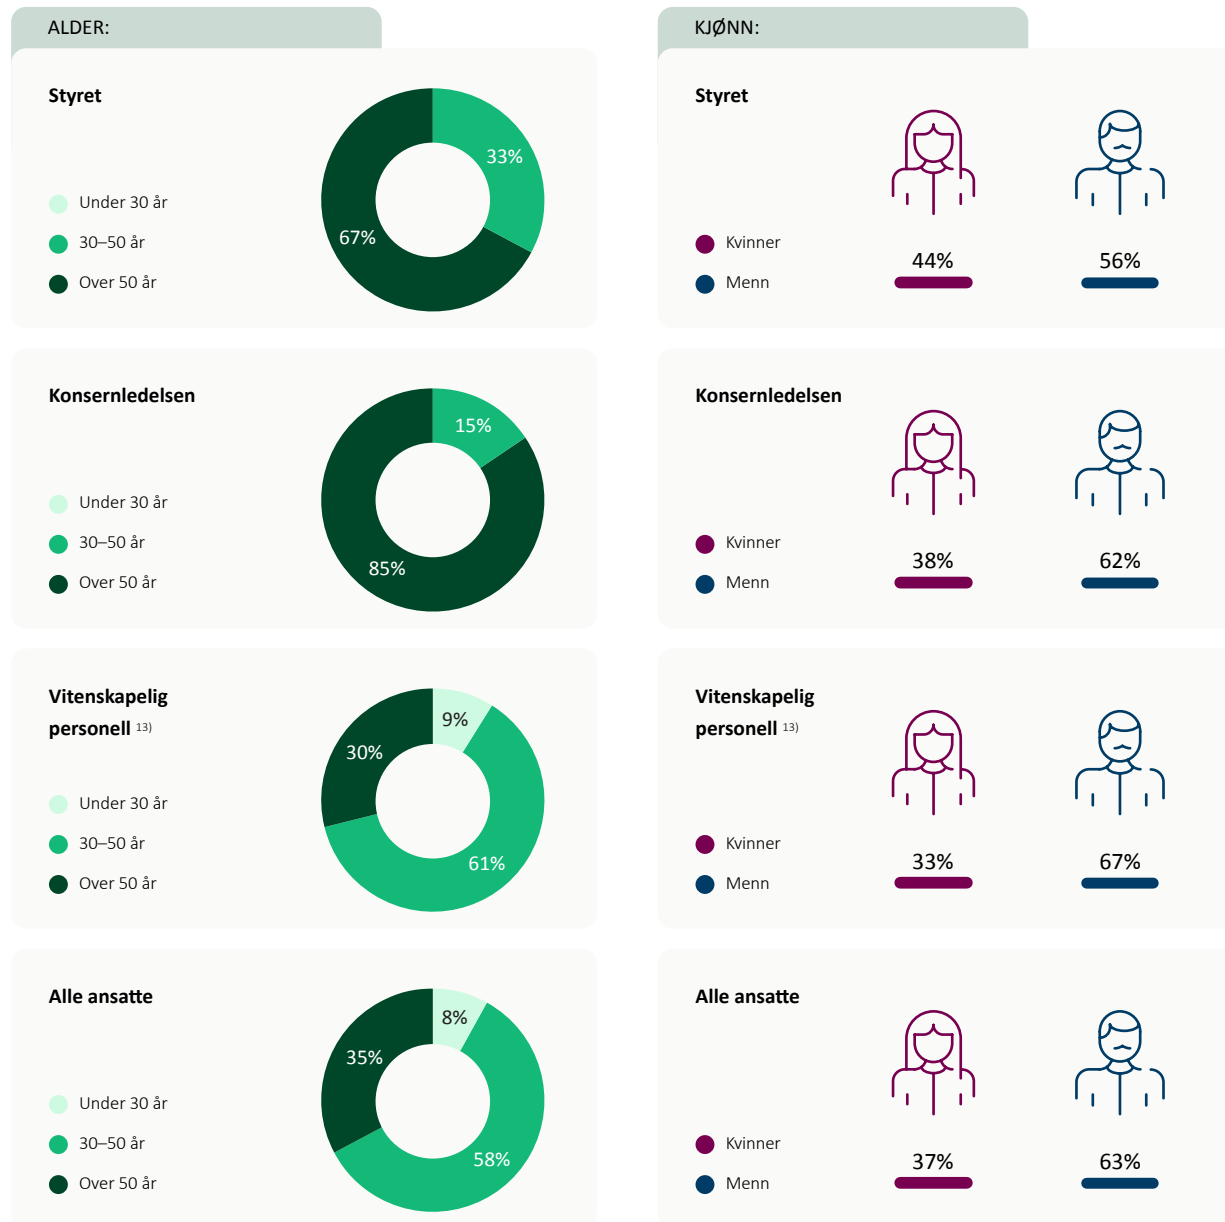 ALDER:
Styret
33%
67%
Under 30 år
30–50 år
Over 50 år
Konsernledelsen
15%
85%
Under 30 år
30–50 år
Over 50 år
Vitenskapelig
personell 13)
9%
30%
61%
Under 30 år
30–50 år
Over 50 år
Alle ansatte
8%
35%
58%
Under 30 år
30–50 år
Over 50 år
KJØNN:
Styret
Kvinner
Menn
44%
56%
Konsernledelsen
Kvinner
Menn
38%
62%
Vitenskapelig
personell 13)
Kvinner
Menn
33%
67%
Alle ansatte
Kvinner
Menn
37%
63%